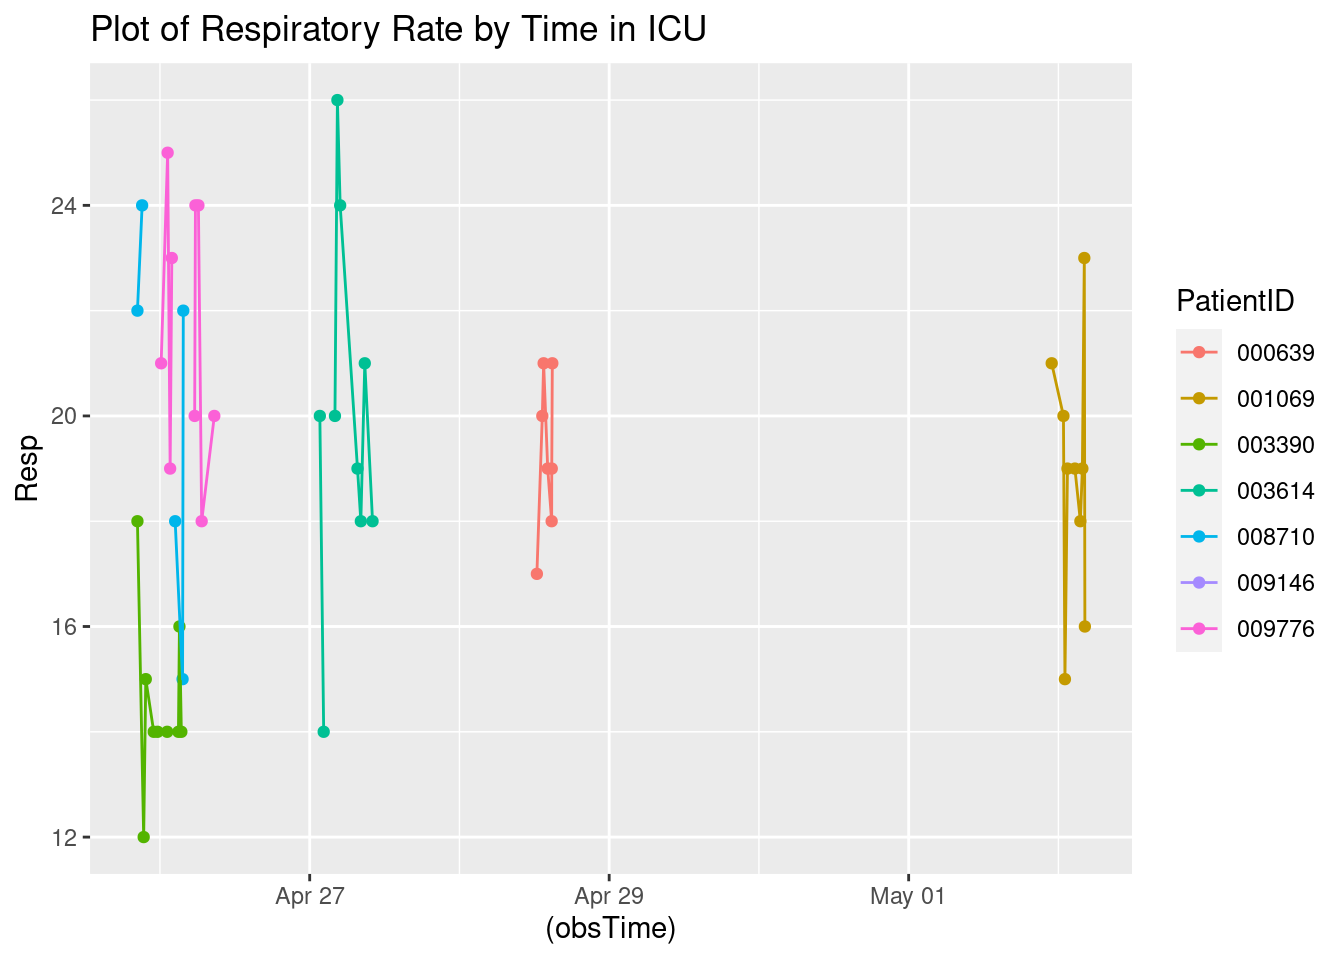 Plot of Respiratory Rate by Time in ICU
24
20
16
12
Resp
Apr 27
Apr 29
May 01
(obsTime)
PatientID
000639
001069
003390
003614
008710
009146
009776